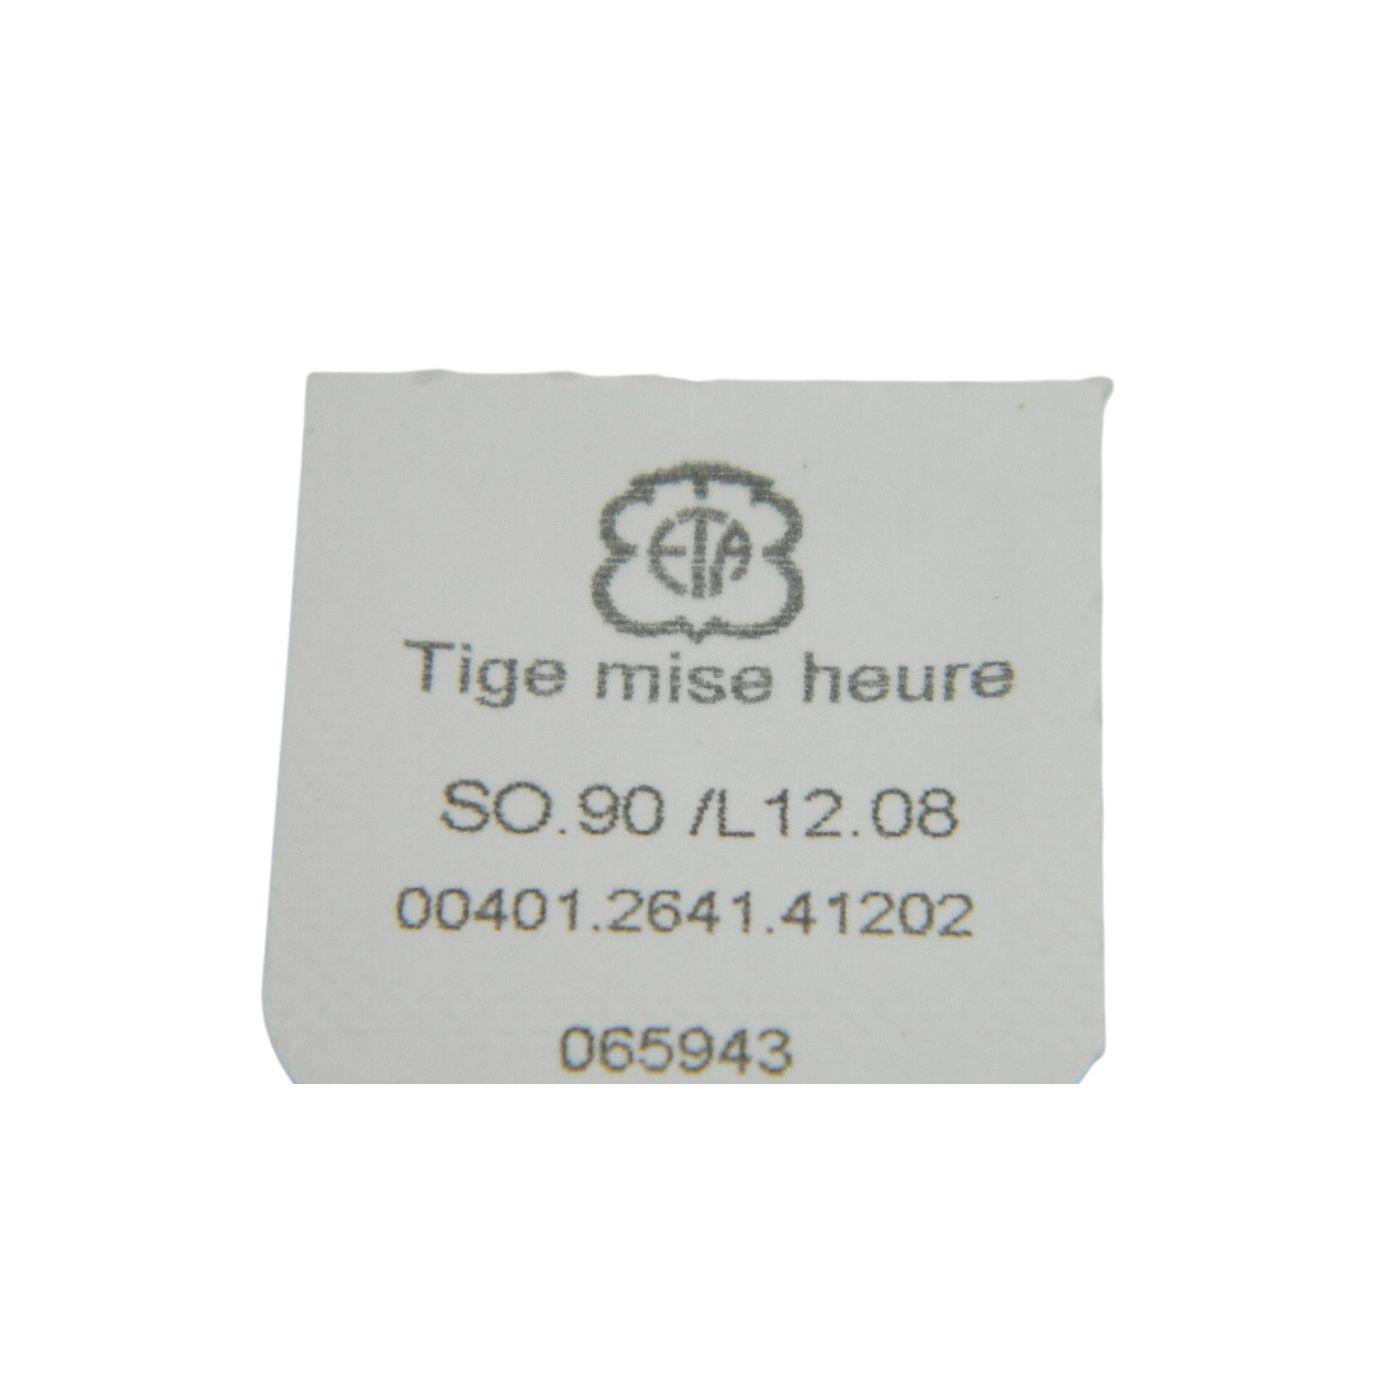 ETA
Tige mise heure
SO.90 /L12.08
00401.2641.41202
065943